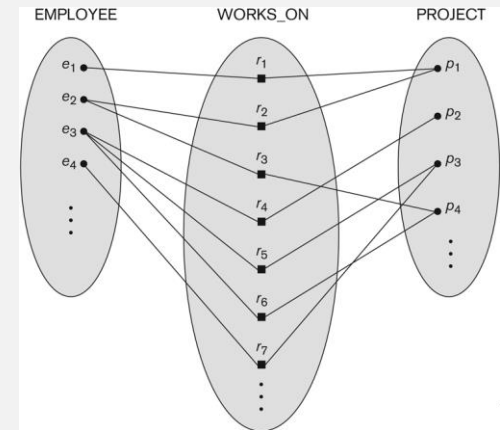 EMPLOYEE WORKS_ON PROJECT
e1
e2
e3
e4
r1
r2
r3
r4
r5
r6
r7
p1
p2
p3
p4